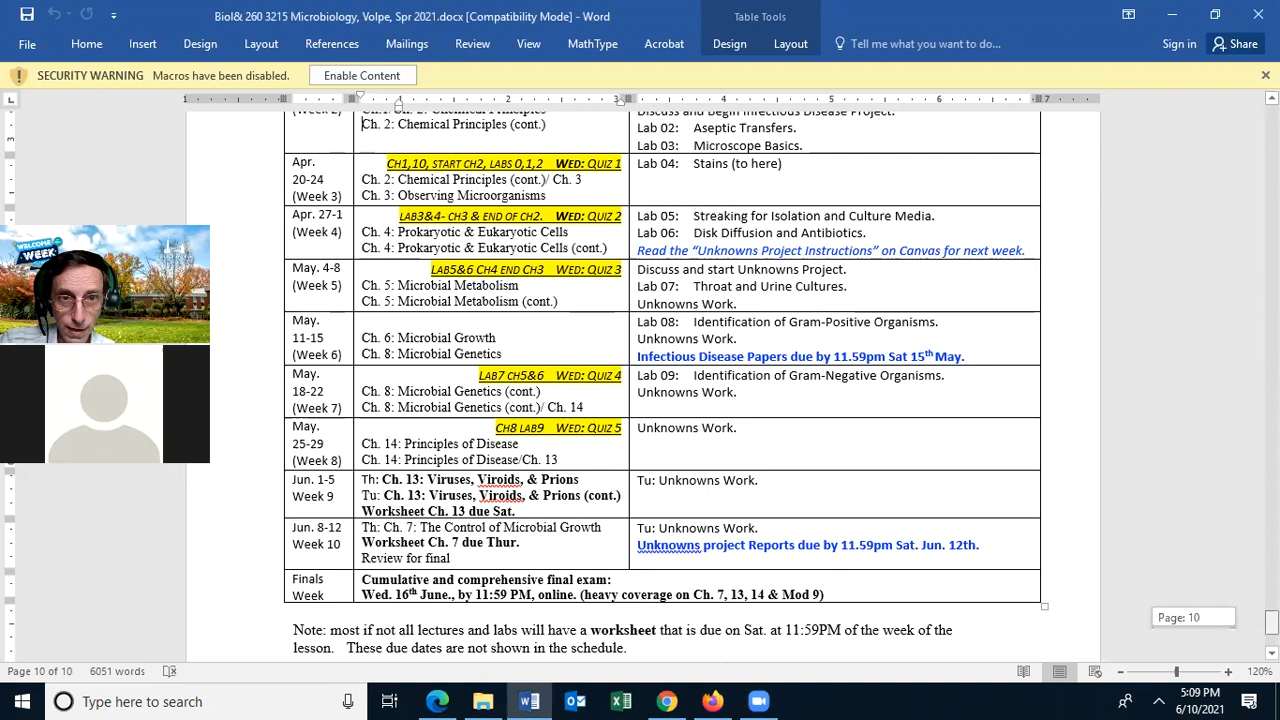 Biol& 260 3215 Microbiology, Volpe, Spr 2021.docx [Compatibility Mode] - Word
Table Tools
File Home Insert Design Layout References Mailings Review View MathType Acrobat Design Layout Tell me what you want to do... Sign in Share
SECURITY WARNING Macros have been disabled. Enable Content
1 1 2 3 4 5 6 7
(Week 2)
Discuss and Begin Infectious Disease Project.
Ch. 2: Chemical Principles (cont.)
Lab 02: Aseptic Transfers.
Lab 03: Microscope Basics.
Apr.
20-24
(Week 3)
CH1,10, START CH2, LABS 0,1,2 WED: QUIZ 1
Ch. 2: Chemical Principles (cont.)/ Ch. 3
Ch. 3: Observing Microorganisms
Lab 04: Stains (to here)
Apr. 27-1
(Week 4)
LAB3&4- CH3 & END OF CH2. WED: QUIZ 2
Ch. 4: Prokaryotic & Eukaryotic Cells
Ch. 4: Prokaryotic & Eukaryotic Cells (cont.)
Lab 05: Streaking for Isolation and Culture Media.
Lab 06: Disk Diffusion and Antibiotics.
Read the “Unknowns Project Instructions” on Canvas for next week.
May. 4-8
(Week 5)
LAB5&6 CH4 END CH3 WED: QUIZ 3
Ch. 5: Microbial Metabolism
Ch. 5: Microbial Metabolism (cont.)
Discuss and start Unknowns Project.
Lab 07: Throat and Urine Cultures.
Unknowns Work.
May.
11-15
(Week 6)
Ch. 6: Microbial Growth
Ch. 8: Microbial Genetics
Lab 08: Identification of Gram-Positive Organisms.
Unknowns Work.
Infectious Disease Papers due by 11.59pm Sat 15th May.
May.
18-22
(Week 7)
LAB7 CH5&6 WED: QUIZ 4
Ch. 8: Microbial Genetics (cont.)
Ch. 8: Microbial Genetics (cont.)/ Ch. 14
Lab 09: Identification of Gram-Negative Organisms.
Unknowns Work.
May.
25-29
(Week 8)
CH8 LAB9 WED: QUIZ 5
Ch. 14: Principles of Disease
Ch. 14: Principles of Disease/Ch. 13
Unknowns Work.
Jun. 1-5
Week 9
Th: Ch. 13: Viruses, Viroids, & Prions
Tu: Ch. 13: Viruses, Viroids, & Prions (cont.)
Worksheet Ch. 13 due Sat.
Tu: Unknowns Work.
Jun. 8-12
Week 10
Th: Ch. 7: The Control of Microbial Growth
Worksheet Ch. 7 due Thur.
Review for final
Tu: Unknowns Work.
Unknowns project Reports due by 11.59pm Sat. Jun. 12th.
Finals
Week
Cumulative and comprehensive final exam:
Wed. 16th June., by 11:59 PM, online. (heavy coverage on Ch. 7, 13, 14 & Mod 9)
Note: most if not all lectures and labs will have a worksheet that is due on Sat. at 11:59PM of the week of the
lesson. These due dates are not shown in the schedule.
WELCOME
WEEK
Page: 10
Page 10 of 10 6051 words
120%
Type here to search
5:09 PM
6/10/2021